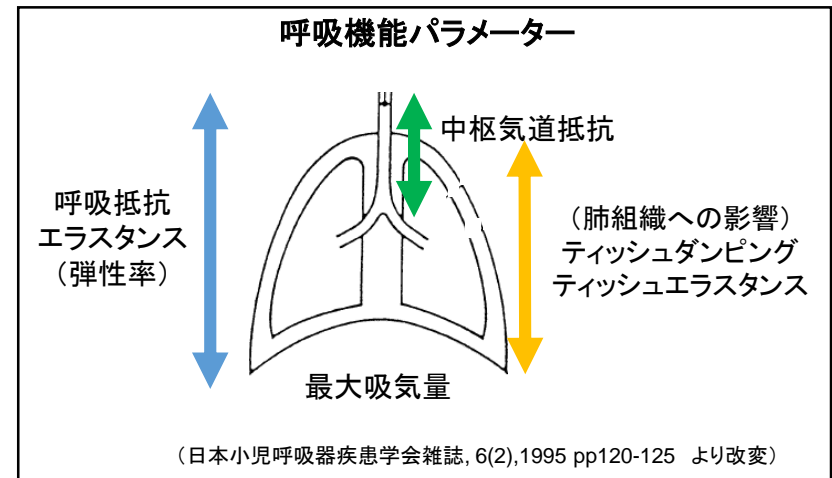 呼吸機能パラメーター
中枢気道抵抗
呼吸抵抗
エラスタンス
（弾性率）
（肺組織への影響）
ティッシュダンピング
ティッシュエラスタンス
最大吸気量
（日本小児呼吸器疾患学会雑誌, 6(2),1995 pp120-125　より改変）